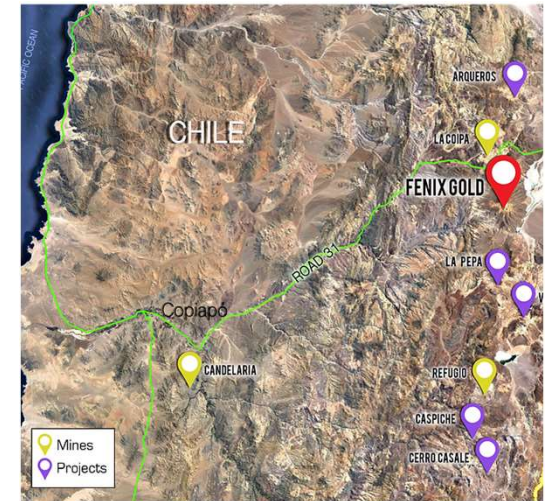 PACIFIC OCEAN
ARQUEROS
CHILE
LA COIPA
FENIX GOLD
ROAD 31
LA PEPA
V
Copiapó
CANDELARIA
REFUGIO
CASPICHE
CERRO CASALE
Mines
Projects